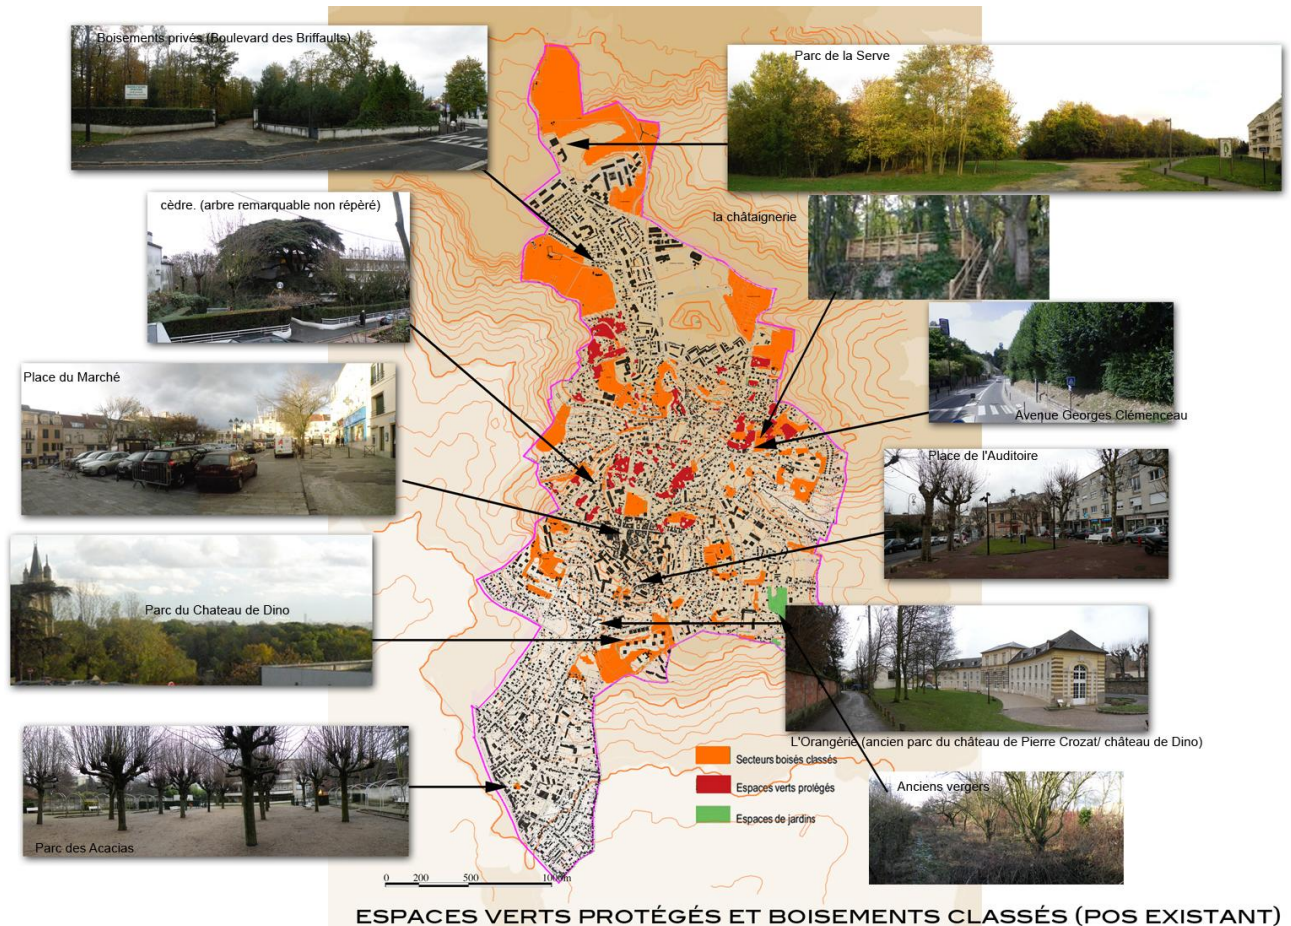 Boisements privés (Boulevard des Briffaults)
Parc de la Serve
cèdre. (arbre remarquable non répèré)
la châtaignerie
Avenue Georges Clémenceau
Place du Marché
Place de l'Auditoire
Parc du Chateau de Dino
L'Orangérie (ancien parc du château de Pierre Crozat/ château de Dino)
Secteurs boisés classés
Espaces verts protégés
Espaces de jardins
Anciens vergers
Parc des Acacias
0 200 500 1000m
ESPACES VERTS PROTÉGÉS ET BOISEMENTS CLASSÉS (POS EXISTANT)